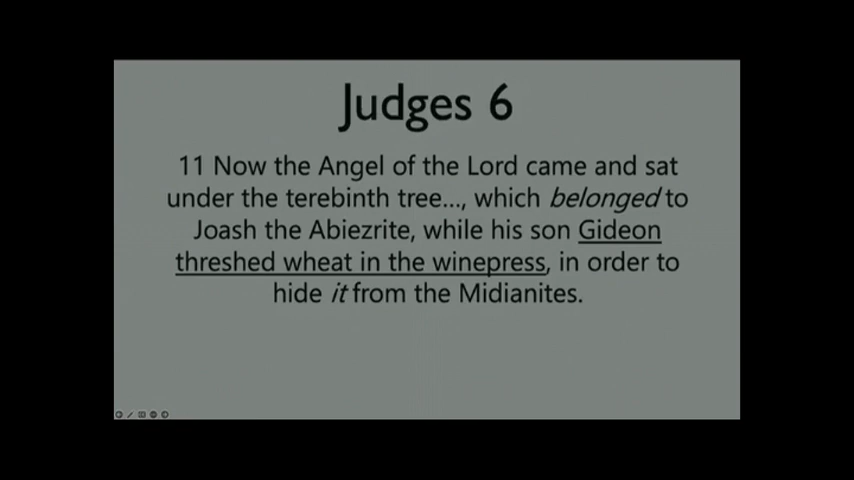 Judges 6
11 Now the Angel of the Lord came and sat
under the terebinth tree..., which belonged to
Joash the Abiezrite, while his son Gideon
threshed wheat in the winepress, in order to
hide it from the Midianites.